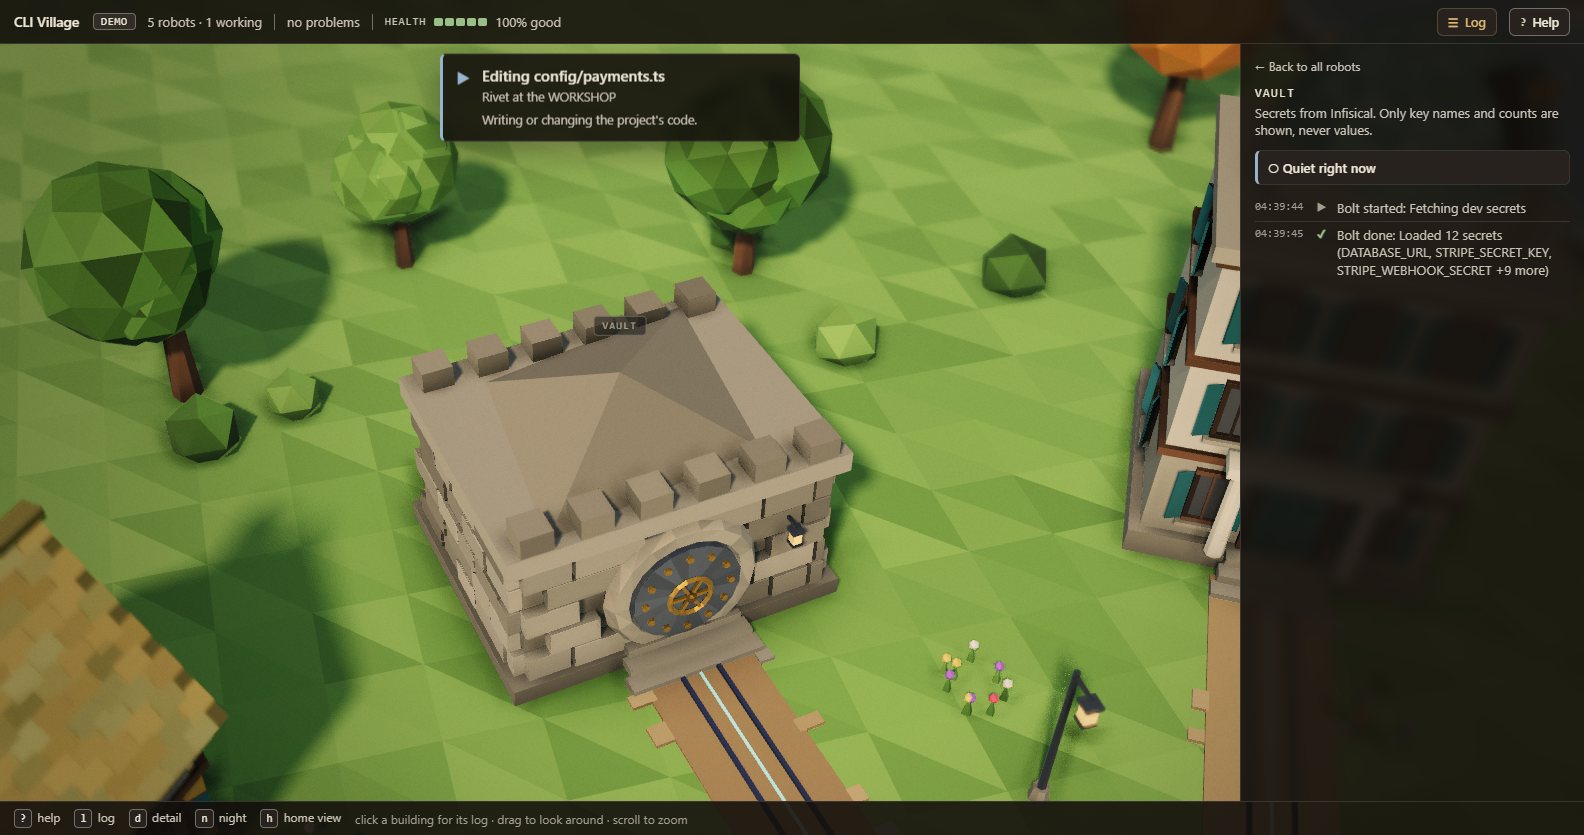 CLI Village DEMO 5 robots · 1 working no problems HEALTH 100% good ☰ Log ? Help
Editing config/payments.ts
Rivet at the WORKSHOP
Writing or changing the project's code.
VAULT
← Back to all robots
VAULT
Secrets from Infisical. Only key names and counts are
shown, never values.
Quiet right now
04:39:44 ▶ Bolt started: Fetching dev secrets
04:39:45 ✔ Bolt done: Loaded 12 secrets
(DATABASE_URL, STRIPE_SECRET_KEY,
STRIPE_WEBHOOK_SECRET +9 more)
? help l log d detail n night h home view click a building for its log · drag to look around · scroll to zoom